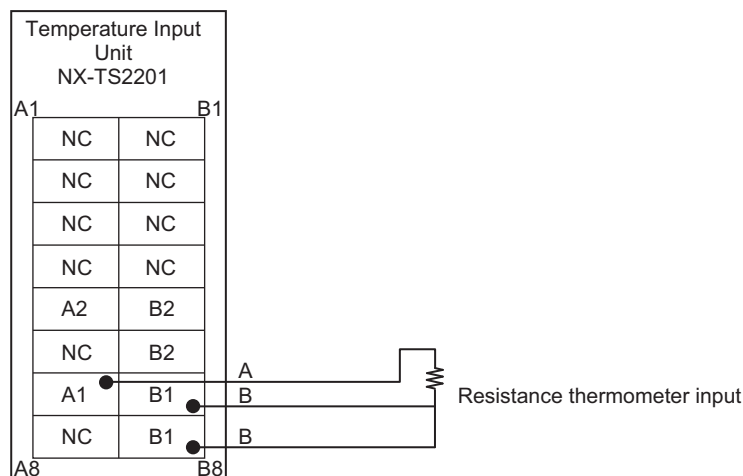 Temperature Input
Unit
NX-TS2201
A1 B1
NC NC
NC NC
NC NC
NC NC
A2 B2
NC B2
A
A1 B1 B Resistance thermometer input
NC B1 B
A8 B8